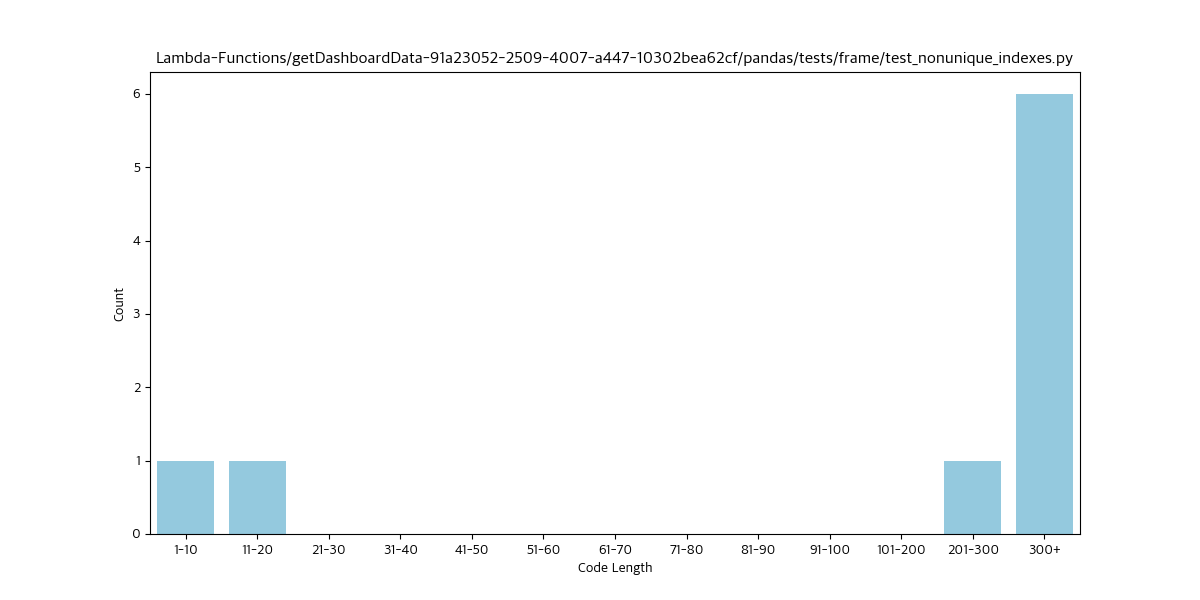 Lambda-Functions/getDashboardData-91a23052-2509-4007-a447-10302bea62cf/pandas/tests/frame/test_nonunique_indexes.py
6
5
4
3
2
1
0
Count
1-10 11-20 21-30 31-40 41-50 51-60 61-70 71-80 81-90 91-100 101-200 201-300 300+
Code Length